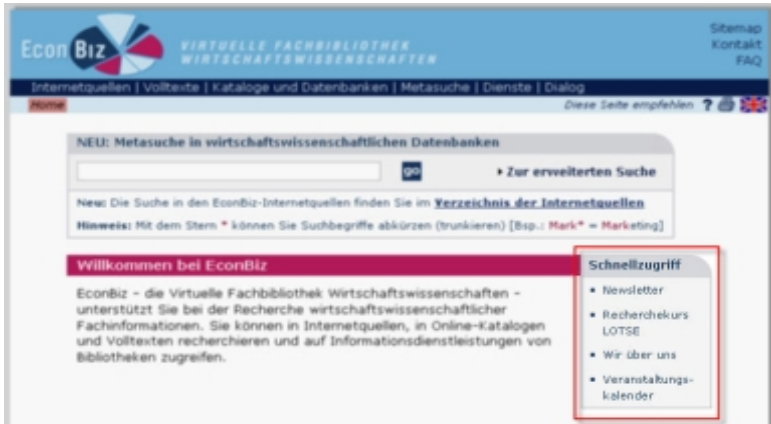 Sitemap
Kontakt
FAQ
Econ Biz
VIRTUELLE FACHBIBLIOTHEK
WIRTSCHAFTSWISSENSCHAFTEN
Internetquellen | Volltexte | Kataloge und Datenbanken | Metasuche | Dienste | Dialog
Home
Diese Seite empfehlen ?
NEU: Metasuche in wirtschaftswissenschaftlichen Datenbanken
go
Zur erweiterten Suche
Neu: Die Suche in den EconBiz-Internetquellen finden Sie im Verzeichnis der Internetquellen
Hinweis: Mit dem Stern * können Sie Suchbegriffe abkürzen (trunkieren) [Bsp.: Mark* = Marketing]
Willkommen bei EconBiz
EconBiz – die Virtuelle Fachbibliothek Wirtschaftswissenschaften –
unterstützt Sie bei der Recherche wirtschaftswissenschaftlicher
Fachinformationen. Sie können in Internetquellen, in Online-Katalogen
und Volltexten recherchieren und auf Informationsdienstleistungen von
Bibliotheken zugreifen.
Schnellzugriff
Newsletter
Recherchekurs
LOTSE
Wir über uns
Veranstaltungs-
kalender